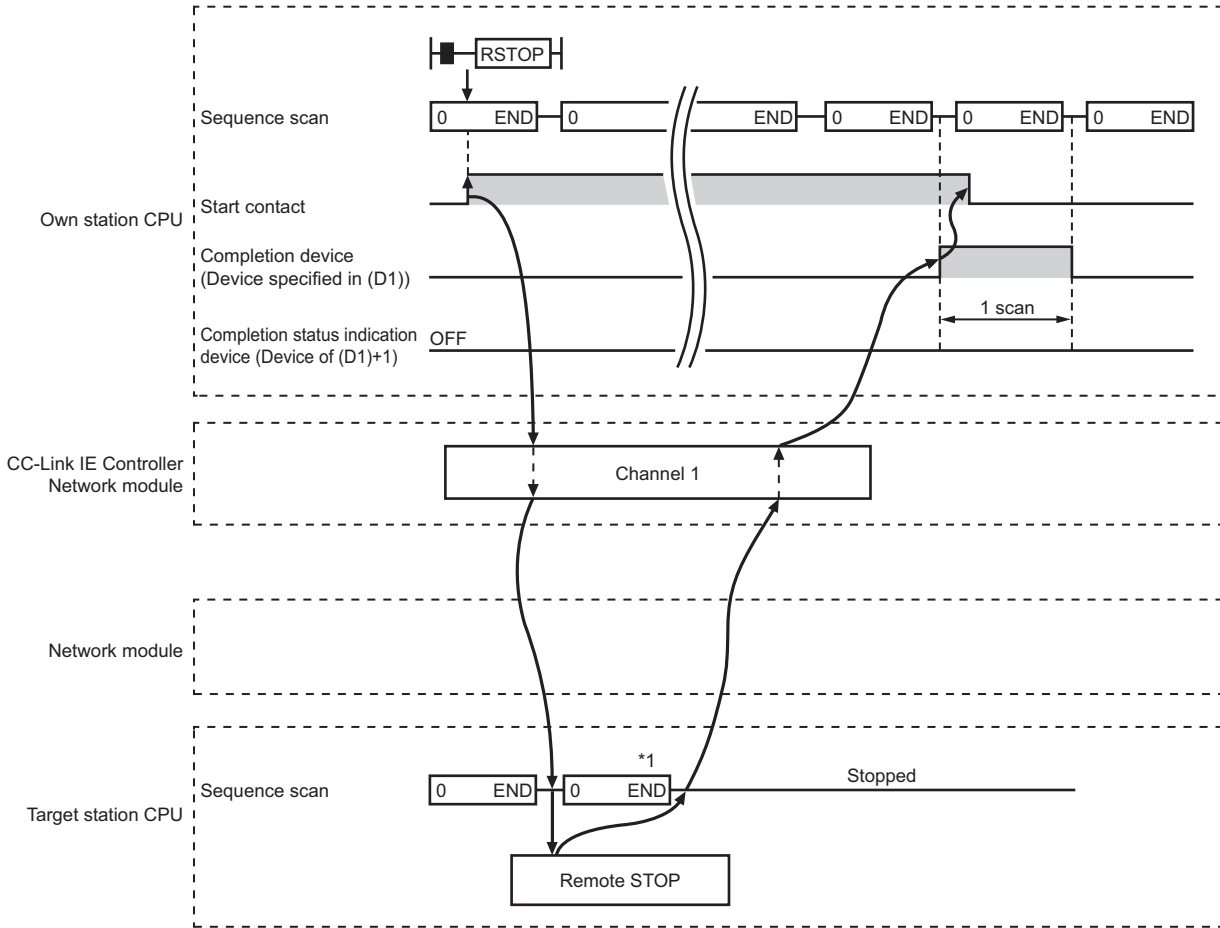 RSTOP
Sequence scan
0 END 0 END 0 END 0 END 0 END
Own station CPU
Start contact
Completion device
(Device specified in (D1))
1 scan
Completion status indication
device (Device of (D1)+1)
OFF
CC-Link IE Controller
Network module
Channel 1
Network module
*1
Sequence scan
0 END 0 END
Stopped
Target station CPU
Remote STOP